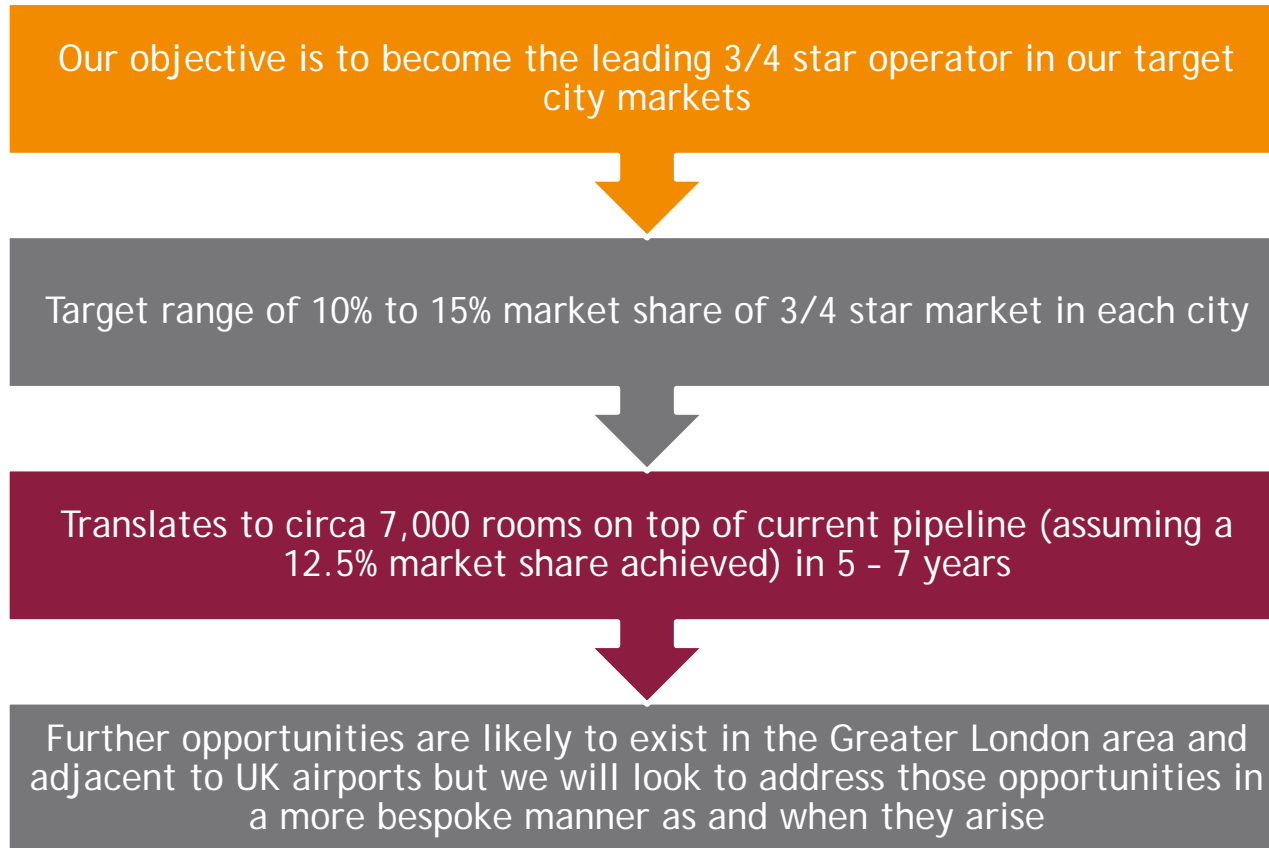 Our objective is to become the leading 3/4 star operator in our target
city markets
Target range of 10% to 15% market share of 3/4 star market in each city
Translates to circa 7,000 rooms on top of current pipeline (assuming a
12.5% market share achieved) in 5 – 7 years
Further opportunities are likely to exist in the Greater London area and
adjacent to UK airports but we will look to address those opportunities in
a more bespoke manner as and when they arise